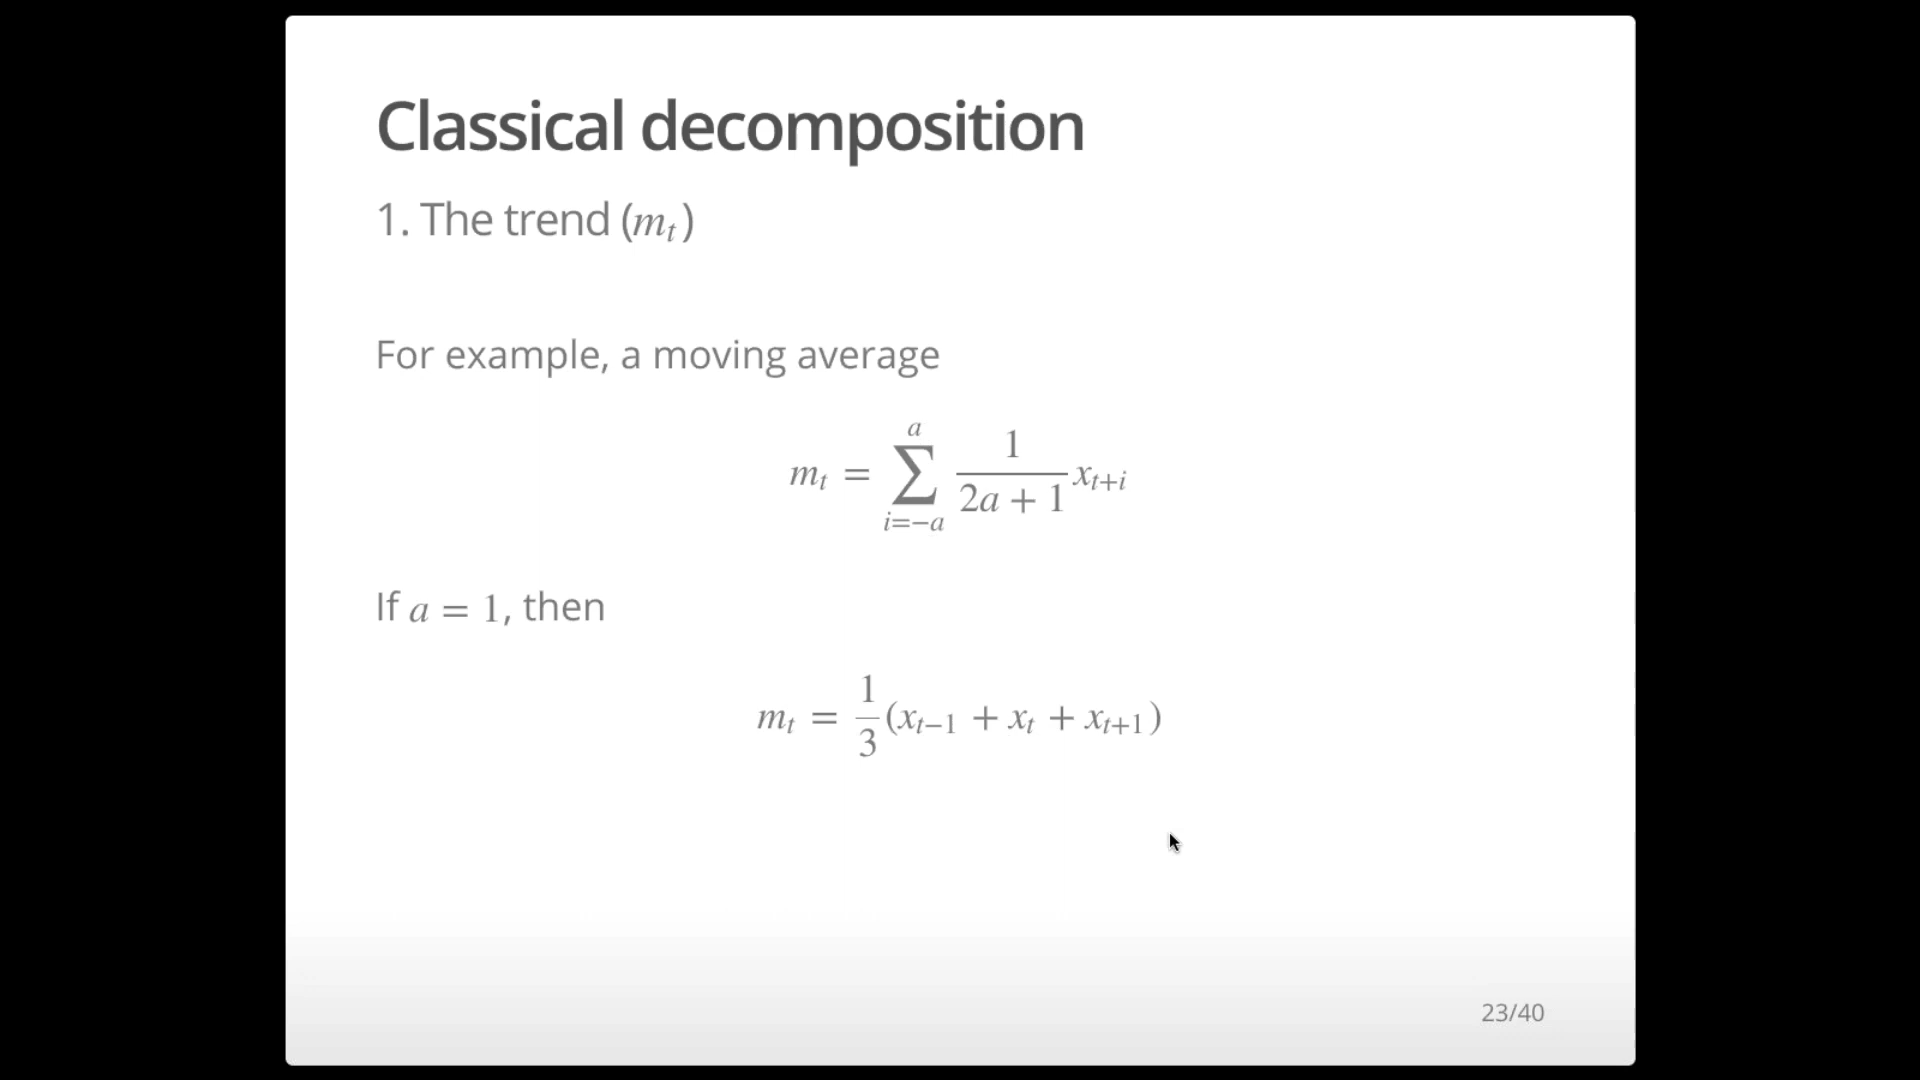 Classical decomposition
1. The trend (mₜ)
For example, a moving average
$m_t = \sum_{i=-a}^{a} \frac{1}{2a+1} x_{t+i}$
If a = 1, then
$m_t = \frac{1}{3}(x_{t-1} + x_t + x_{t+1})$
23/40